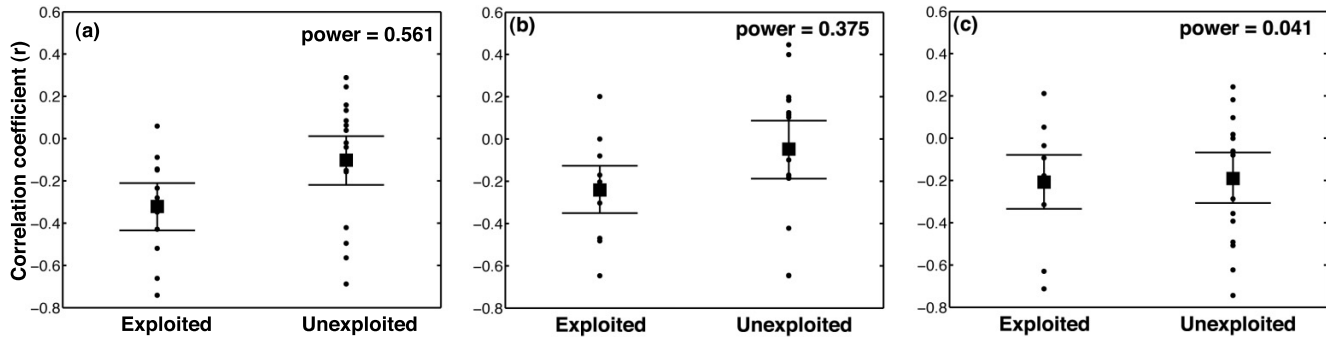 Correlation coefficient (r)
(a)
power = 0.561
0.6
0.4
0.2
0.0
−0.2
−0.4
−0.6
−0.8
Exploited
Unexploited
(b)
power = 0.375
0.6
0.4
0.2
0.0
−0.2
−0.4
−0.6
−0.8
Exploited
Unexploited
(c)
power = 0.041
0.6
0.4
0.2
0.0
−0.2
−0.4
−0.6
−0.8
Exploited
Unexploited